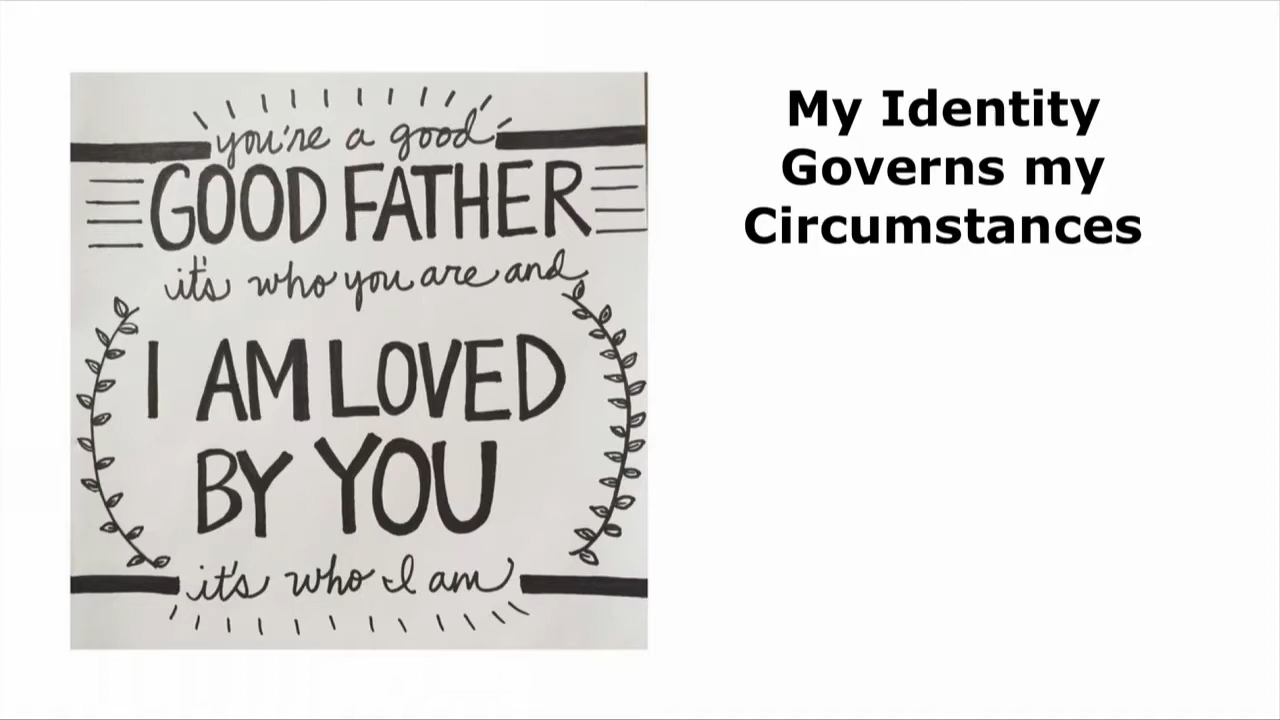 you're a good
GOOD FATHER
it's who you are and
I AM LOVED
BY YOU
it's who I am
My Identity
Governs my
Circumstances